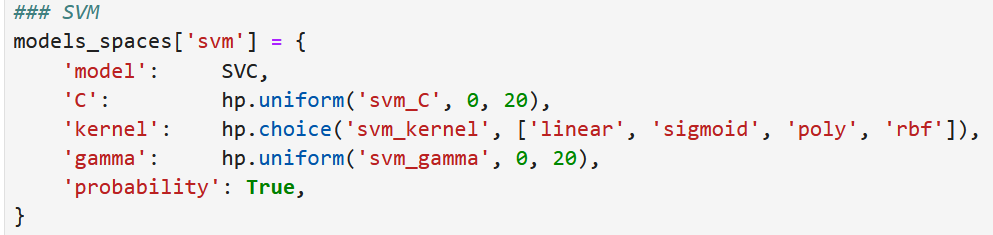 ### SVM
models_spaces['svm'] = {
    'model':     SVC,
    'C':         hp.uniform('svm_C', 0, 20),
    'kernel':    hp.choice('svm_kernel', ['linear', 'sigmoid', 'poly', 'rbf']),
    'gamma':     hp.uniform('svm_gamma', 0, 20),
    'probability': True,
}